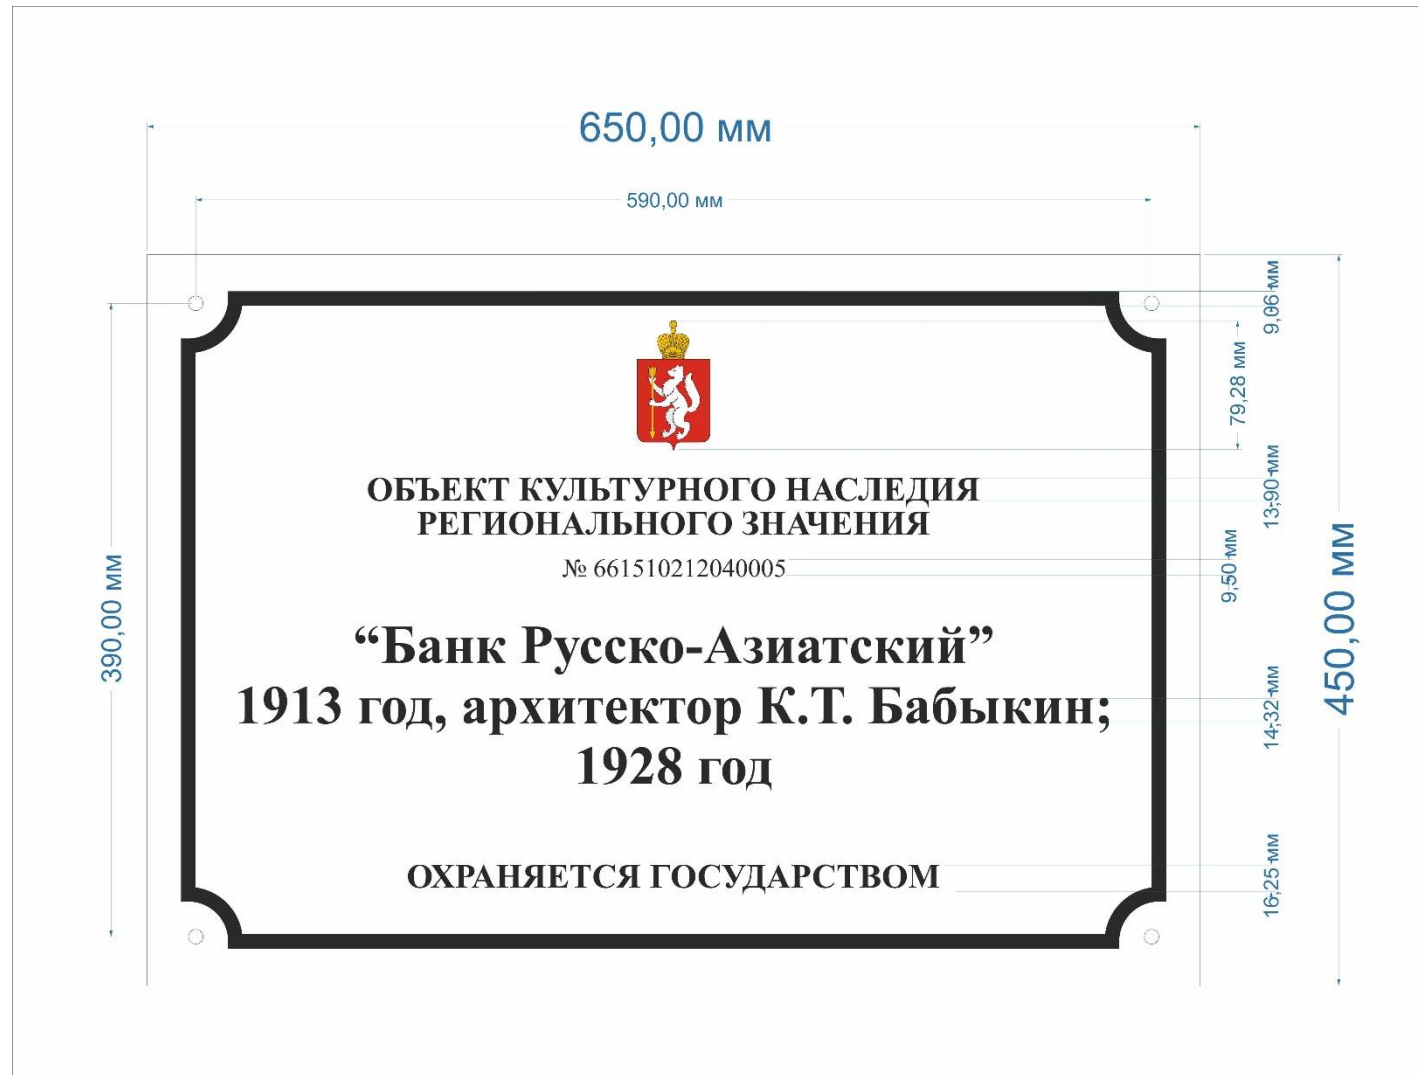 650,00 мм
590,00 мм
9,06 мм
79,28 мм
ОБЪЕКТ КУЛЬТУРНОГО НАСЛЕДИЯ
13,90 мм
РЕГИОНАЛЬНОГО ЗНАЧЕНИЯ
№ 661510212040005
9,50 мм
390,00 мм
450,00 мм
“Банк Русско-Азиатский”
1913 год, архитектор К.Т. Бабыкин;
14,32 мм
1928 год
ОХРАНЯЕТСЯ ГОСУДАРСТВОМ
16,25 мм